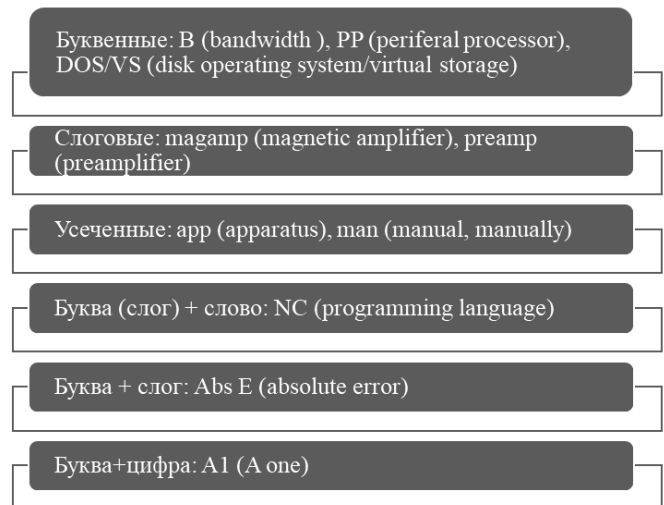 Буквенные: B (bandwidth ), PP (periferal processor),
DOS/VS (disk operating system/virtual storage)
Слоговые: magamp (magnetic amplifier), preamp
(preamplifier)
Усеченные: app (apparatus), man (manual, manually)
Буква (слог) + слово: NC (programming language)
Буква + слог: Abs E (absolute error)
Буква+цифра: A1 (A one)